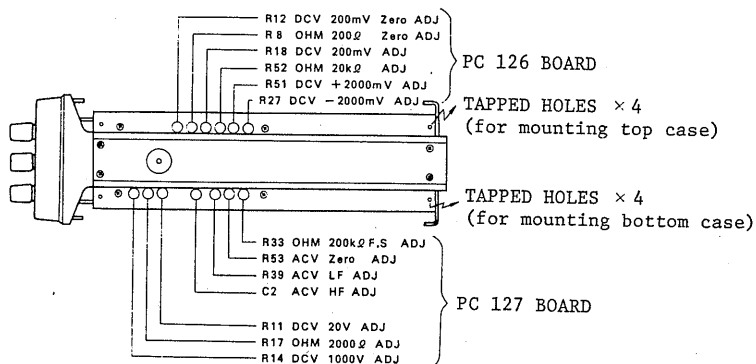 R12 DCV 200mV Zero ADJ
R8 OHM 200Ω Zero ADJ
R18 DCV 200mV ADJ
R52 OHM 20kΩ ADJ
R51 DCV +2000mV ADJ
R27 DCV −2000mV ADJ
PC 126 BOARD
TAPPED HOLES ×4
(for mounting top case)
TAPPED HOLES ×4
(for mounting bottom case)
R33 OHM 200kΩ F.S ADJ
R53 ACV Zero ADJ
R39 ACV LF ADJ
C2 ACV HF ADJ
PC 127 BOARD
R11 DCV 20V ADJ
R17 OHM 2000Ω ADJ
R14 DCV 1000V ADJ